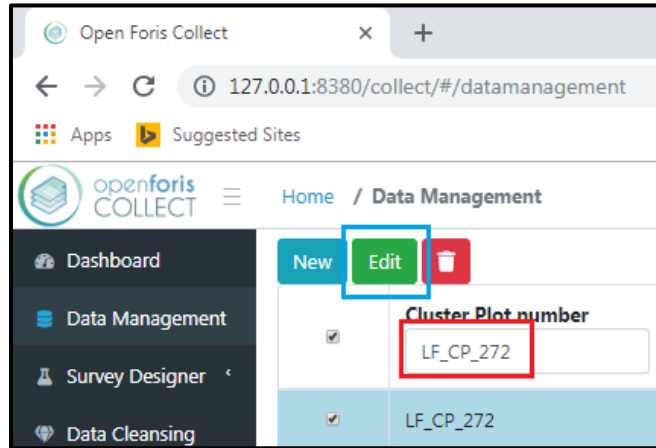 Open Foris Collect
127.0.0.1:8380/collect/#/datamanagement
Apps Suggested Sites
openforis
COLLECT
Home / Data Management
Dashboard
New Edit
Data Management
Cluster Plot number
LF_CP_272
Survey Designer
LF_CP_272
Data Cleansing